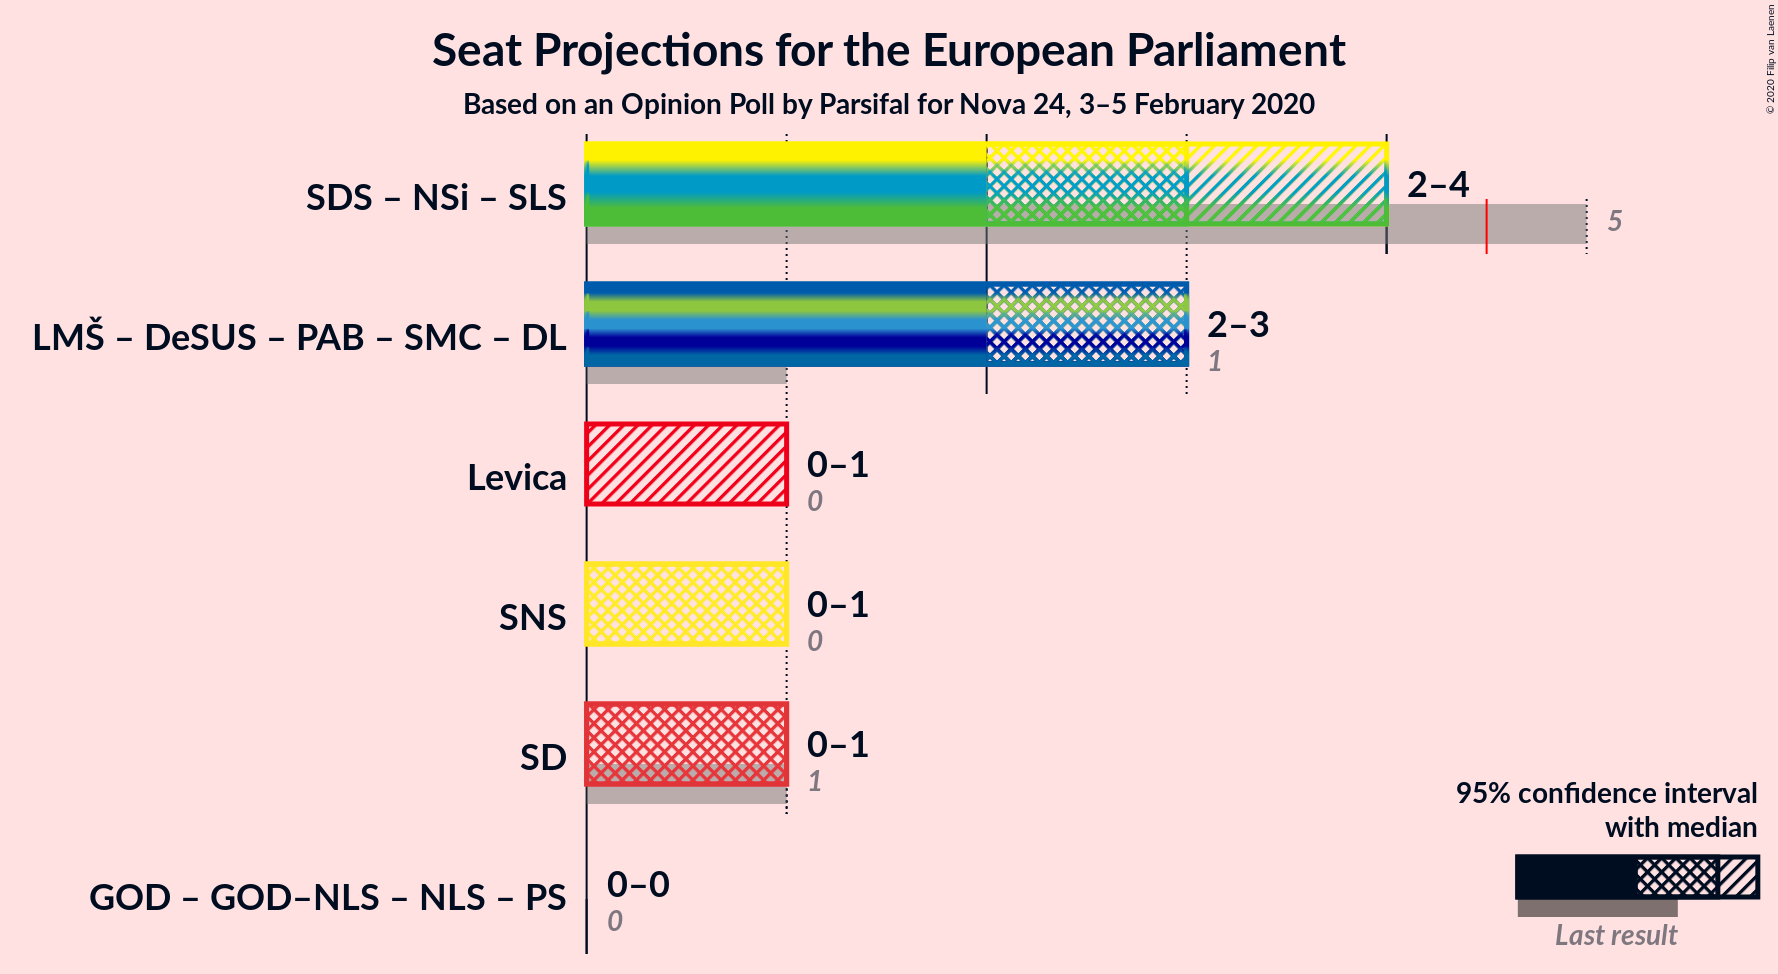 Seat Projections for the European Parliament
Based on an Opinion Poll by Parsifal for Nova 24, 3–5 February 2020
© 2020 Filip van Laenen
SDS – NSi – SLS
2–4
5
LMŠ – DeSUS – PAB – SMC – DL
2–3
1
Levica
0–1
0
SNS
0–1
0
SD
0–1
1
GOD – GOD–NLS – NLS – PS
0–0
0
95% confidence interval
with median
Last result